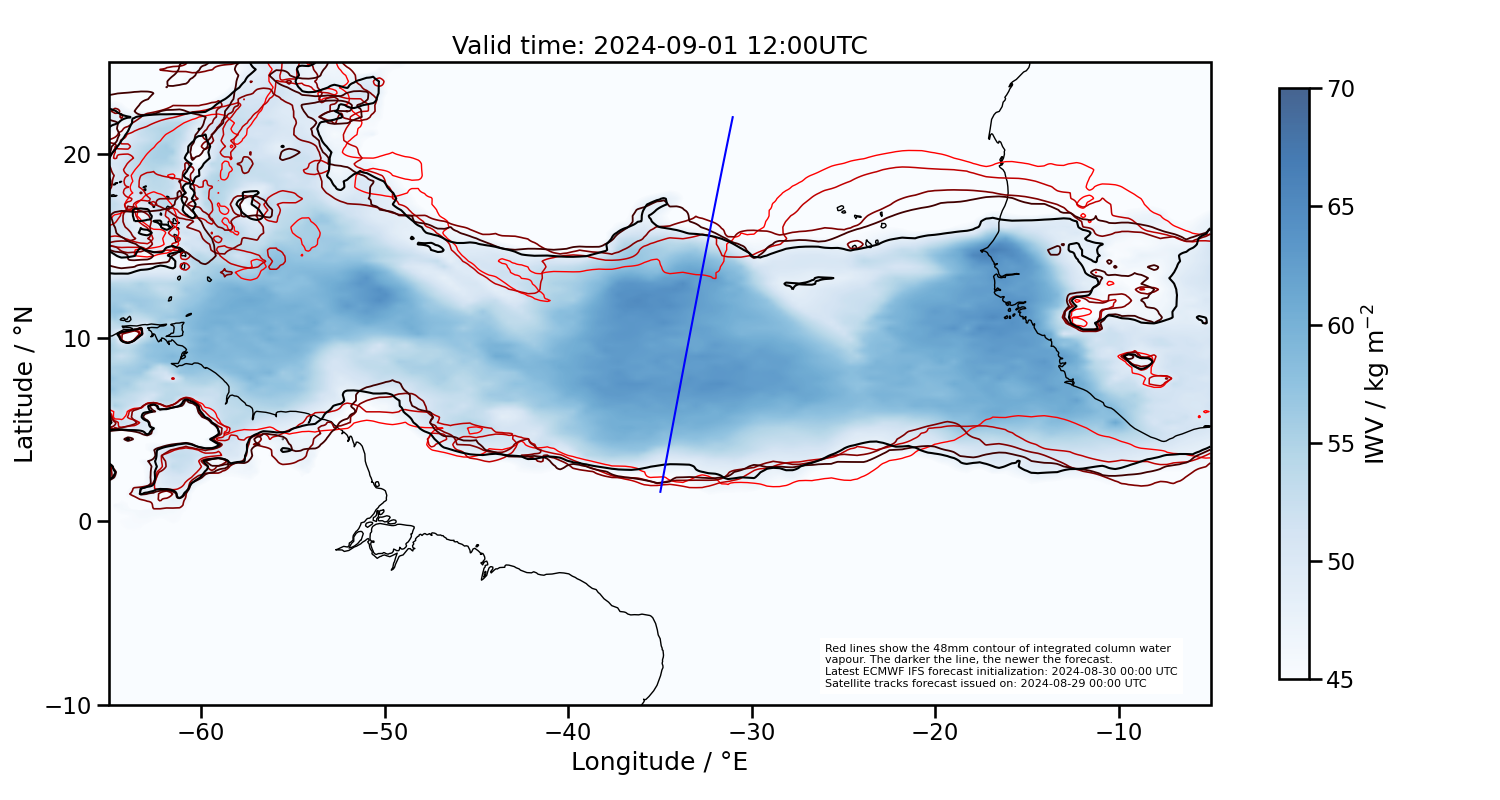 Valid time: 2024-09-01 12:00UTC
20
10
0
−10
Latitude / °N
−60
−50
−40
−30
−20
−10
Longitude / °E
70
65
60
55
50
45
IWV / kg m⁻²
Red lines show the 48mm contour of integrated column water
vapour. The darker the line, the newer the forecast.
Latest ECMWF IFS forecast initialization: 2024-08-30 00:00 UTC
Satellite tracks forecast issued on: 2024-08-29 00:00 UTC